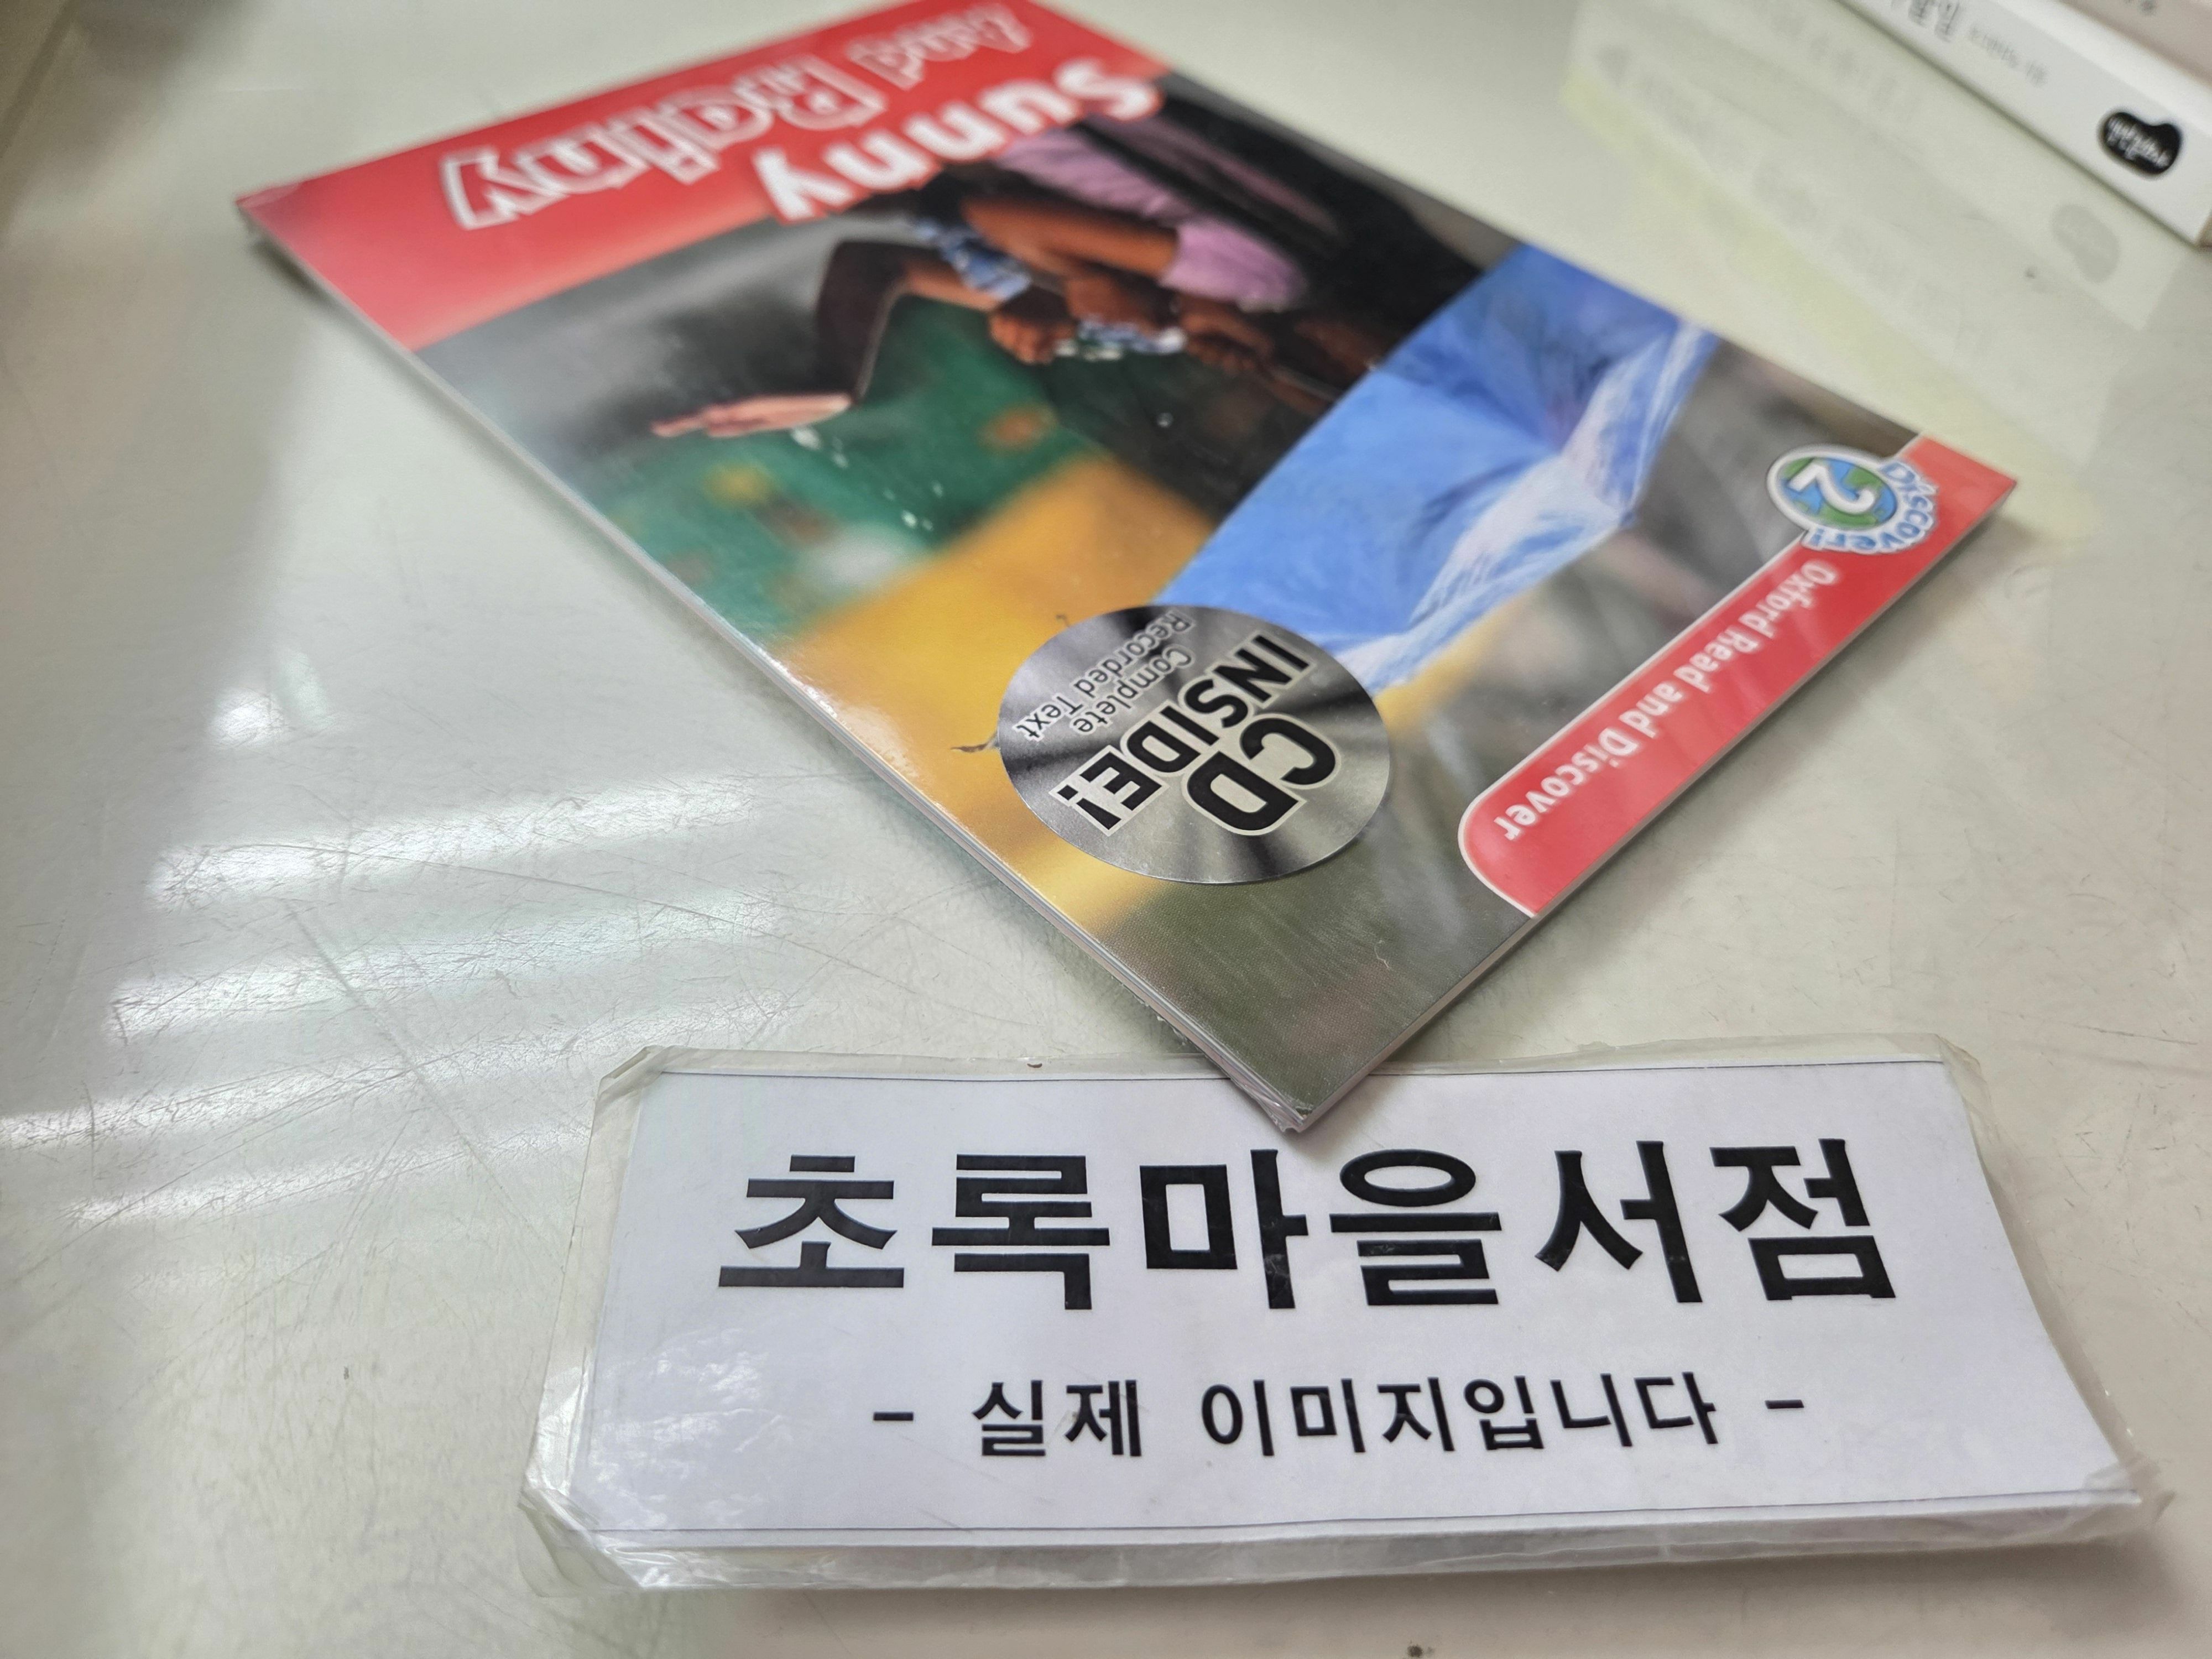 Sunny
and Rainy
Discover!
2
Oxford Read and Discover
CD
INSIDE!
Complete
Recorded Text
초록마을서점
- 실제 이미지입니다 -